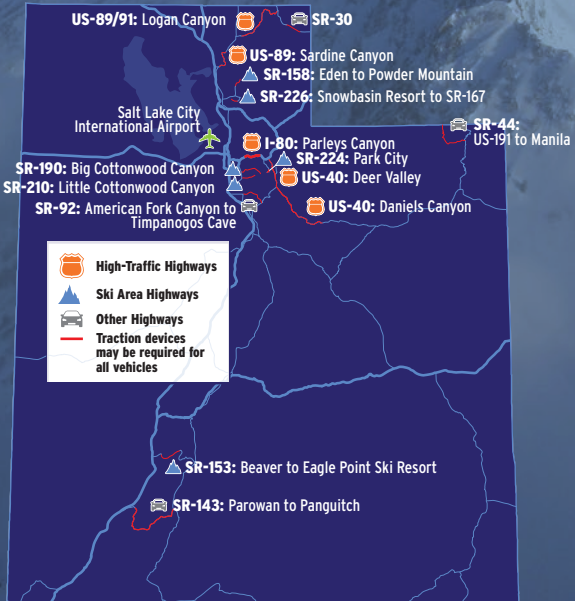 US-89/91: Logan Canyon
SR-30
US-89: Sardine Canyon
SR-158: Eden to Powder Mountain
SR-226: Snowbasin Resort to SR-167
Salt Lake City
International Airport
SR-44:
US-191 to Manila
I-80: Parleys Canyon
SR-224: Park City
SR-190: Big Cottonwood Canyon
US-40: Deer Valley
SR-210: Little Cottonwood Canyon
SR-92: American Fork Canyon to
Timpanogos Cave
US-40: Daniels Canyon
High-Traffic Highways
Ski Area Highways
Other Highways
Traction devices
may be required for
all vehicles
SR-153: Beaver to Eagle Point Ski Resort
SR-143: Parowan to Panguitch